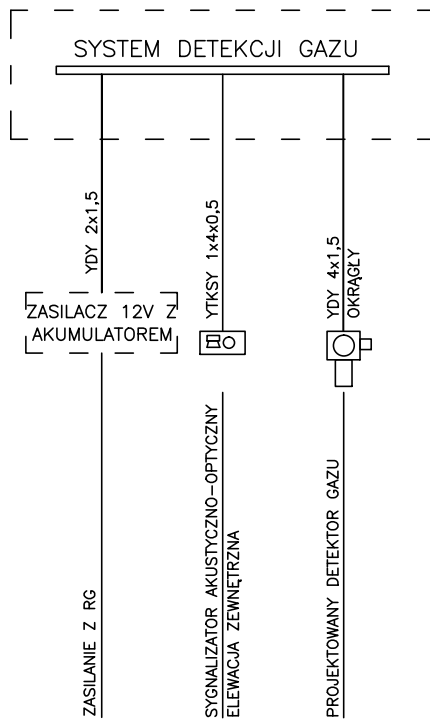 SYSTEM DETEKCJI GAZU
YDY 2x1,5
YTKSY 1x4x0,5
YDY 4x1,5
OKRĄGŁY
ZASILACZ 12V Z
AKUMULATOREM
ZASILANIE Z RG
SYGNALIZATOR AKUSTYCZNO-OPTYCZNY
ELEWACJA ZEWNĘTRZNA
PROJEKTOWANY DETEKTOR GAZU